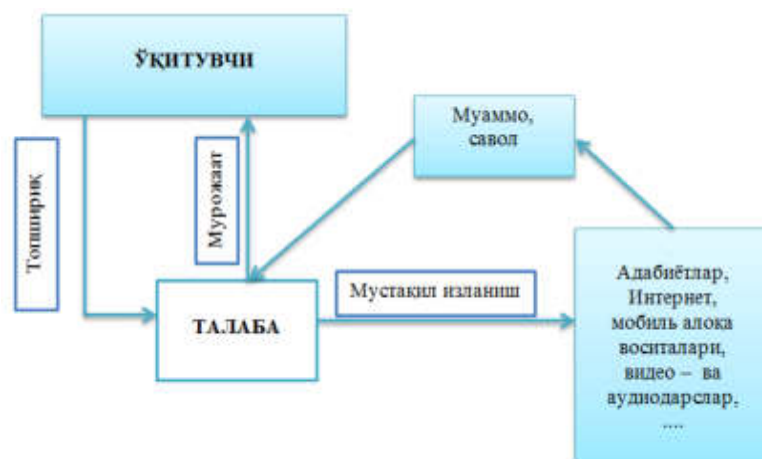 ЎҚИТУВЧИ
Муаммо,
савол
Топшириқ
Мурожаат
Мустақил изланиш
ТАЛАБА
Адабиётлар,
Интернет,
мобиль алоқа
воситалари,
видео – ва
аудиодарслар,
....